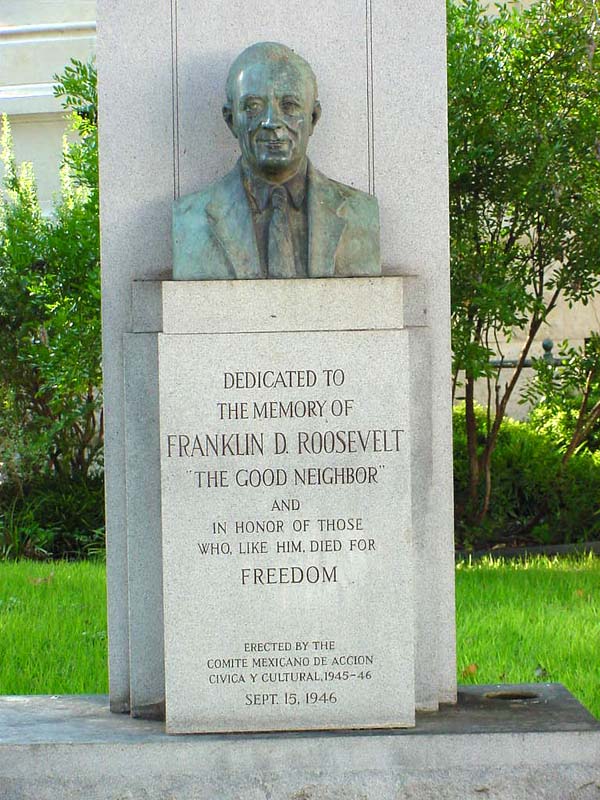 DEDICATED TO
THE MEMORY OF
FRANKLIN D. ROOSEVELT
"THE GOOD NEIGHBOR"
AND
IN HONOR OF THOSE
WHO, LIKE HIM, DIED FOR
FREEDOM
ERECTED BY THE
COMITE MEXICANO DE ACCION
CIVICA Y CULTURAL, 1945-46
SEPT. 15, 1946